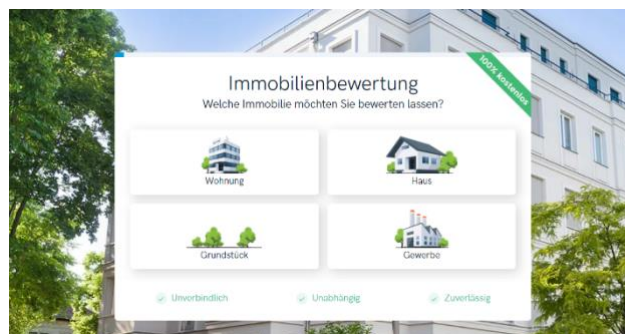 100% kostenlos
Immobilienbewertung
Welche Immobilie möchten Sie bewerten lassen?
Wohnung
Haus
Grundstück
Gewerbe
Unverbindlich
Unabhängig
Zuverlässig